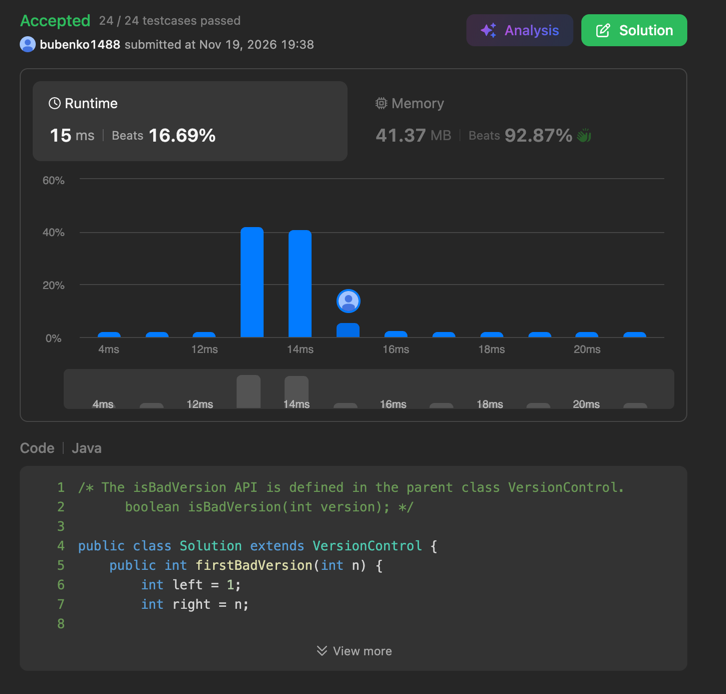 Accepted 24 / 24 testcases passed
bubenko1488 submitted at Nov 19, 2026 19:38
Analysis
Solution
Runtime
15 ms | Beats 16.69%
Memory
41.37 MB | Beats 92.87%
60%
40%
20%
0%
4ms 12ms 14ms 16ms 18ms 20ms
4ms 12ms 14ms 16ms 18ms 20ms
Code | Java
1 /* The isBadVersion API is defined in the parent class VersionControl.
2       boolean isBadVersion(int version); */
3
4 public class Solution extends VersionControl {
5     public int firstBadVersion(int n) {
6         int left = 1;
7         int right = n;
8
View more